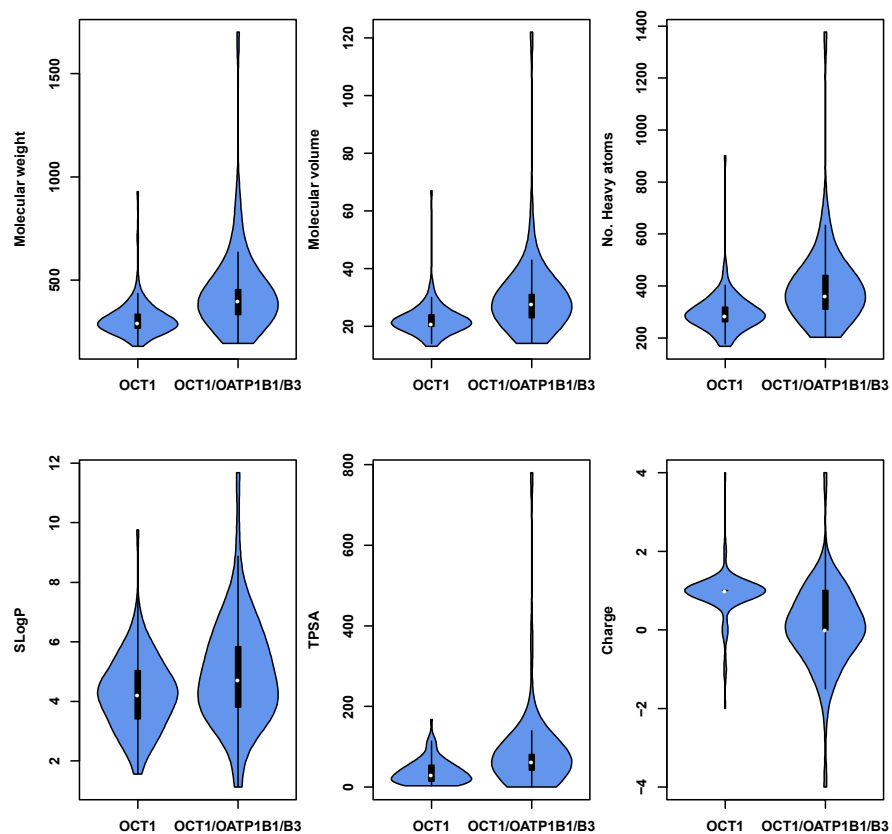 Molecular weight
500
1000
1500
OCT1
OCT1/OATP1B1/B3
Molecular volume
20
40
60
80
100
120
OCT1
OCT1/OATP1B1/B3
No. Heavy atoms
200
400
600
800
1000
1200
1400
OCT1
OCT1/OATP1B1/B3
SLogP
2
4
6
8
10
12
OCT1
OCT1/OATP1B1/B3
TPSA
0
200
400
600
800
OCT1
OCT1/OATP1B1/B3
Charge
−4
−2
0
2
4
OCT1
OCT1/OATP1B1/B3